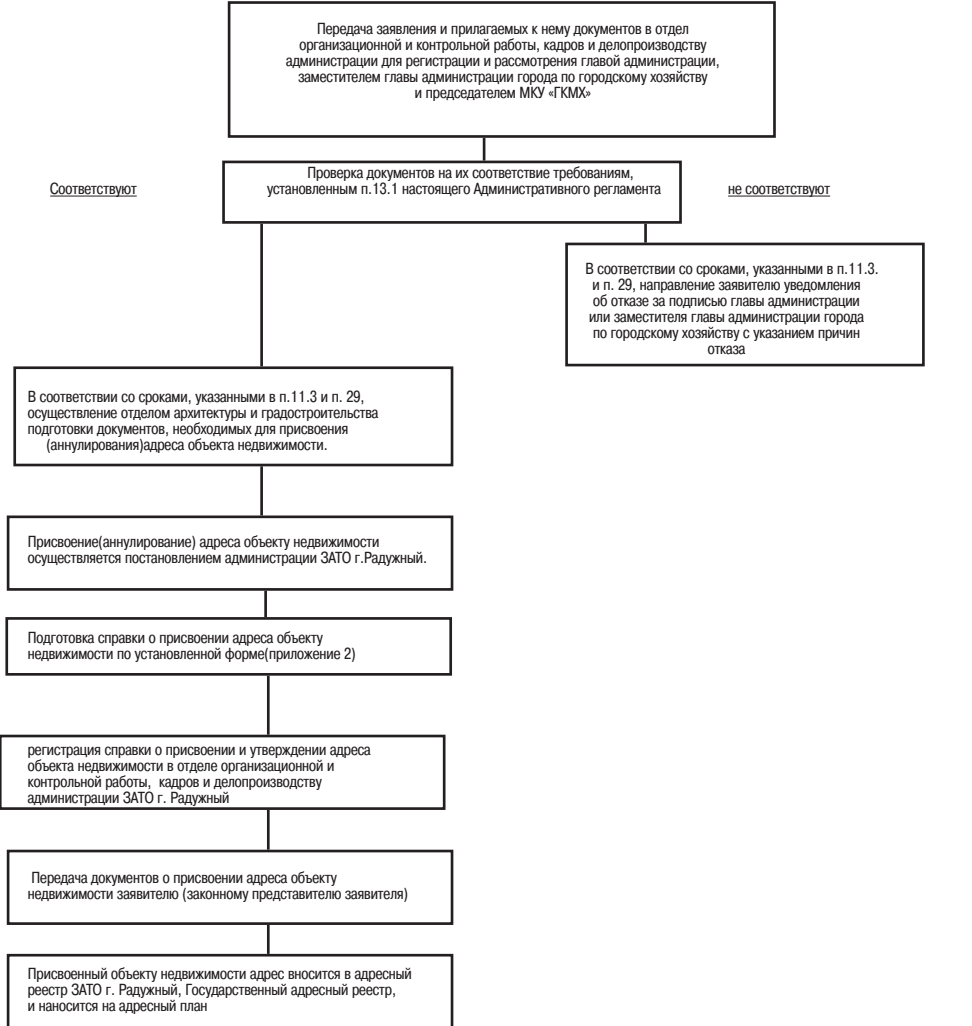 Передача заявления и прилагаемых к нему документов в отдел
организационной и контрольной работы, кадров и делопроизводству
администрации для регистрации и рассмотрения главой администрации,
заместителем главы администрации города по городскому хозяйству
и председателем МКУ «ГКМХ»
Проверка документов на их соответствие требованиям,
установленным п.13.1 настоящего Административного регламента
Соответствуют
не соответствуют
В соответствии со сроками, указанными в п.11.3.
и п. 29, направление заявителю уведомления
об отказе за подписью главы администрации
или заместителя главы администрации города
по городскому хозяйству с указанием причин
отказа
В соответствии со сроками, указанными в п.11.3 и п. 29,
осуществление отделом архитектуры и градостроительства
подготовки документов, необходимых для присвоения
(аннулирования)адреса объекта недвижимости.
Присвоение(аннулирование) адреса объекту недвижимости
осуществляется постановлением администрации ЗАТО г.Радужный.
Подготовка справки о присвоении адреса объекту
недвижимости по установленной форме(приложение 2)
регистрация справки о присвоении и утверждении адреса
объекта недвижимости в отделе организационной и
контрольной работы, кадров и делопроизводству
администрации ЗАТО г. Радужный
Передача документов о присвоении адреса объекту
недвижимости заявителю (законному представителю заявителя)
Присвоенный объекту недвижимости адрес вносится в адресный
реестр ЗАТО г. Радужный, Государственный адресный реестр,
и наносится на адресный план